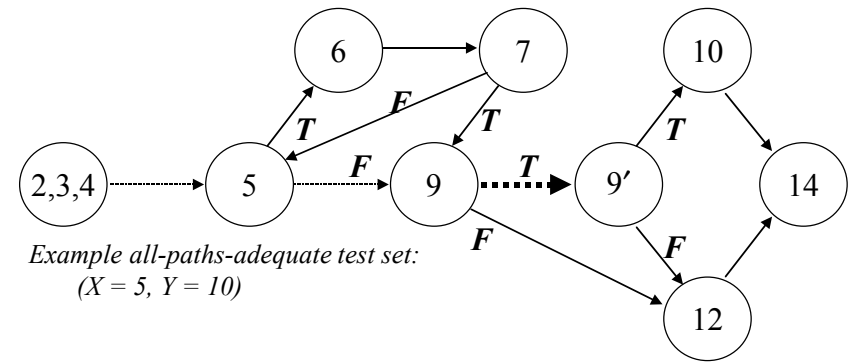 6
7
10
F
T
T
T
2,3,4
5
F
9
T
9′
14
F
F
Example all-paths-adequate test set:
(X = 5, Y = 10)
12